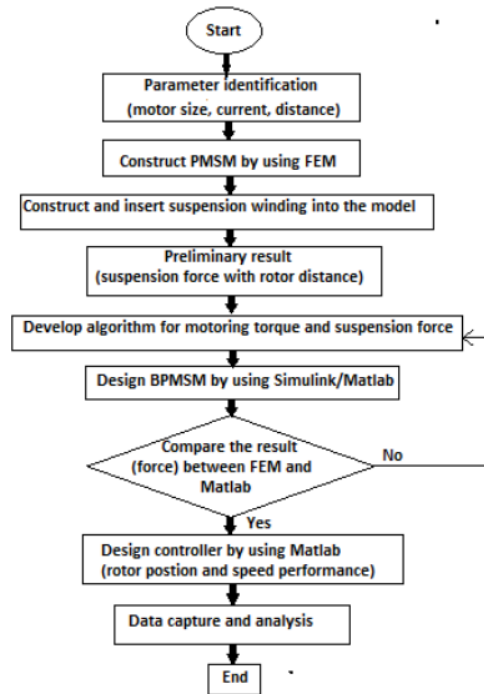 Start
Parameter identification
(motor size, current, distance)
Construct PMSM by using FEM
Construct and insert suspension winding into the model
Preliminary result
(suspension force with rotor distance)
Develop algorithm for motoring torque and suspension force
Design BPMSM by using Simulink/Matlab
Compare the result
(force) between FEM and
Matlab
No
Yes
Design controller by using Matlab
(rotor postion and speed performance)
Data capture and analysis
End